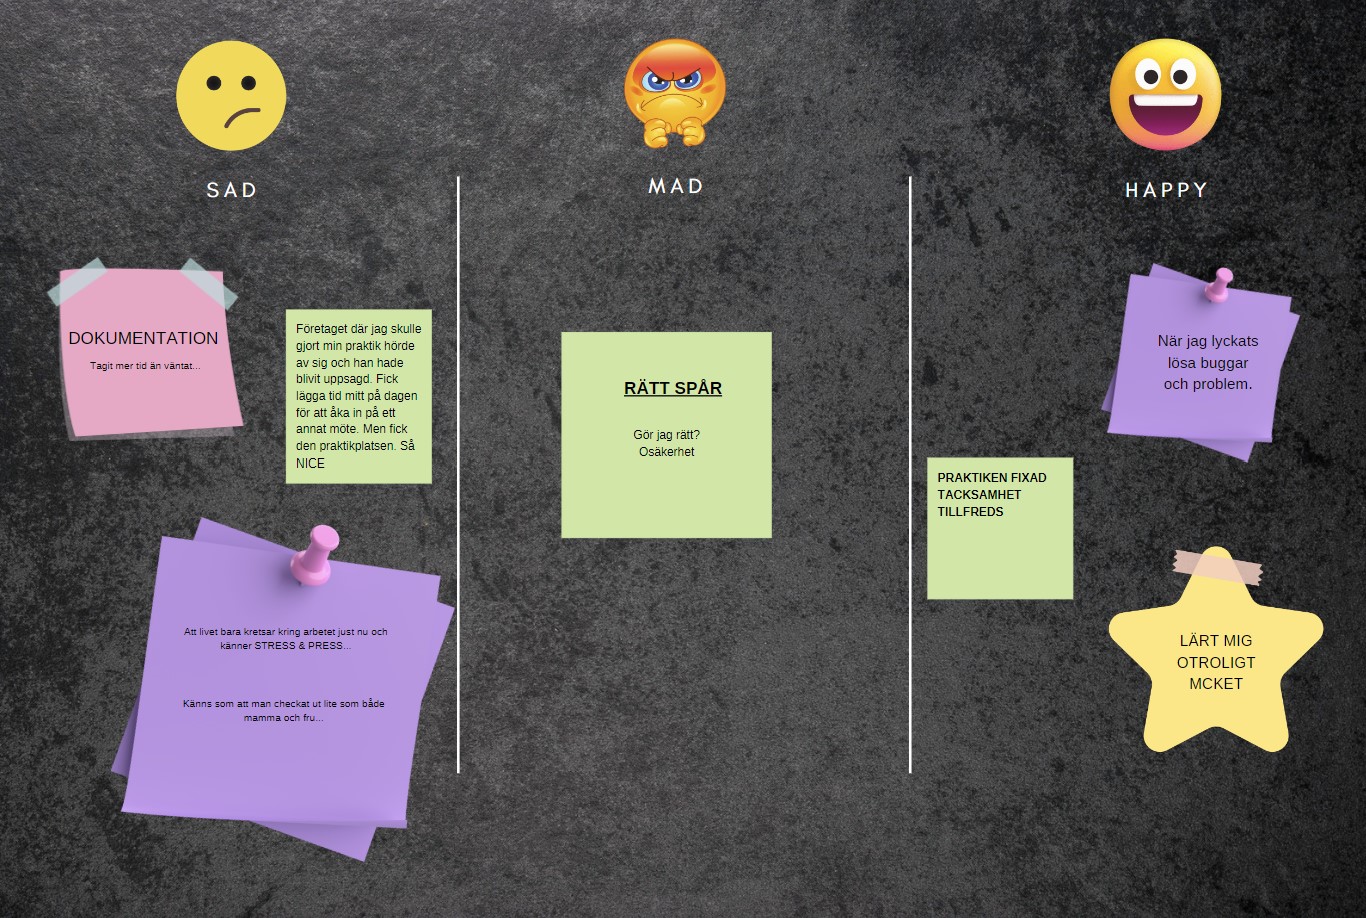 SAD
MAD
HAPPY
DOKUMENTATION
Tagit mer tid än väntat...
Företaget där jag skulle
gjort min praktik hörde
av sig och han hade
blivit uppsagd. Fick
lägga tid mitt på dagen
för att åka in på ett
annat möte. Men fick
den praktikplatsen. Så
NICE
Att livet bara kretsar kring arbetet just nu och
känner STRESS & PRESS...
Känns som att man checkat ut lite som både
mamma och fru...
RÄTT SPÅR
Gör jag rätt?
Osäkerhet
När jag lyckats
lösa buggar
och problem.
PRAKTIKEN FIXAD
TACKSAMHET
TILLFREDS
LÄRT MIG
OTROLIGT
MCKET